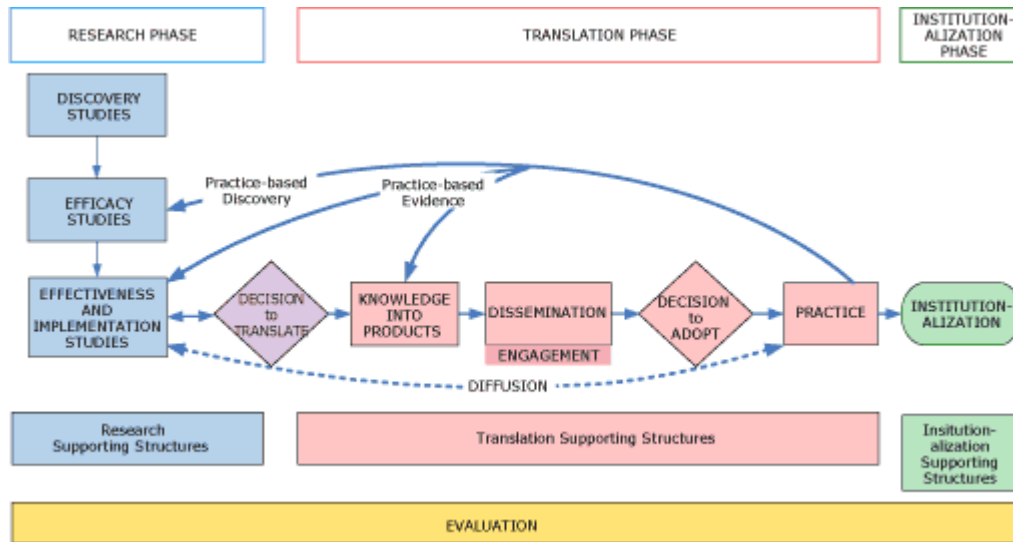 RESEARCH PHASE
TRANSLATION PHASE
INSTITUTION-
ALIZATION
PHASE
DISCOVERY
STUDIES
Practice-based
Discovery
Practice-based
Evidence
EFFICACY
STUDIES
EFFECTIVENESS
AND
IMPLEMENTATION
STUDIES
DECISION
to
TRANSLATE
KNOWLEDGE
INTO
PRODUCTS
DISSEMINATION
ENGAGEMENT
DECISION
to
ADOPT
PRACTICE
INSTITUTION-
ALIZATION
DIFFUSION
Research
Supporting Structures
Translation Supporting Structures
Insitution-
alization
Supporting
Structures
EVALUATION